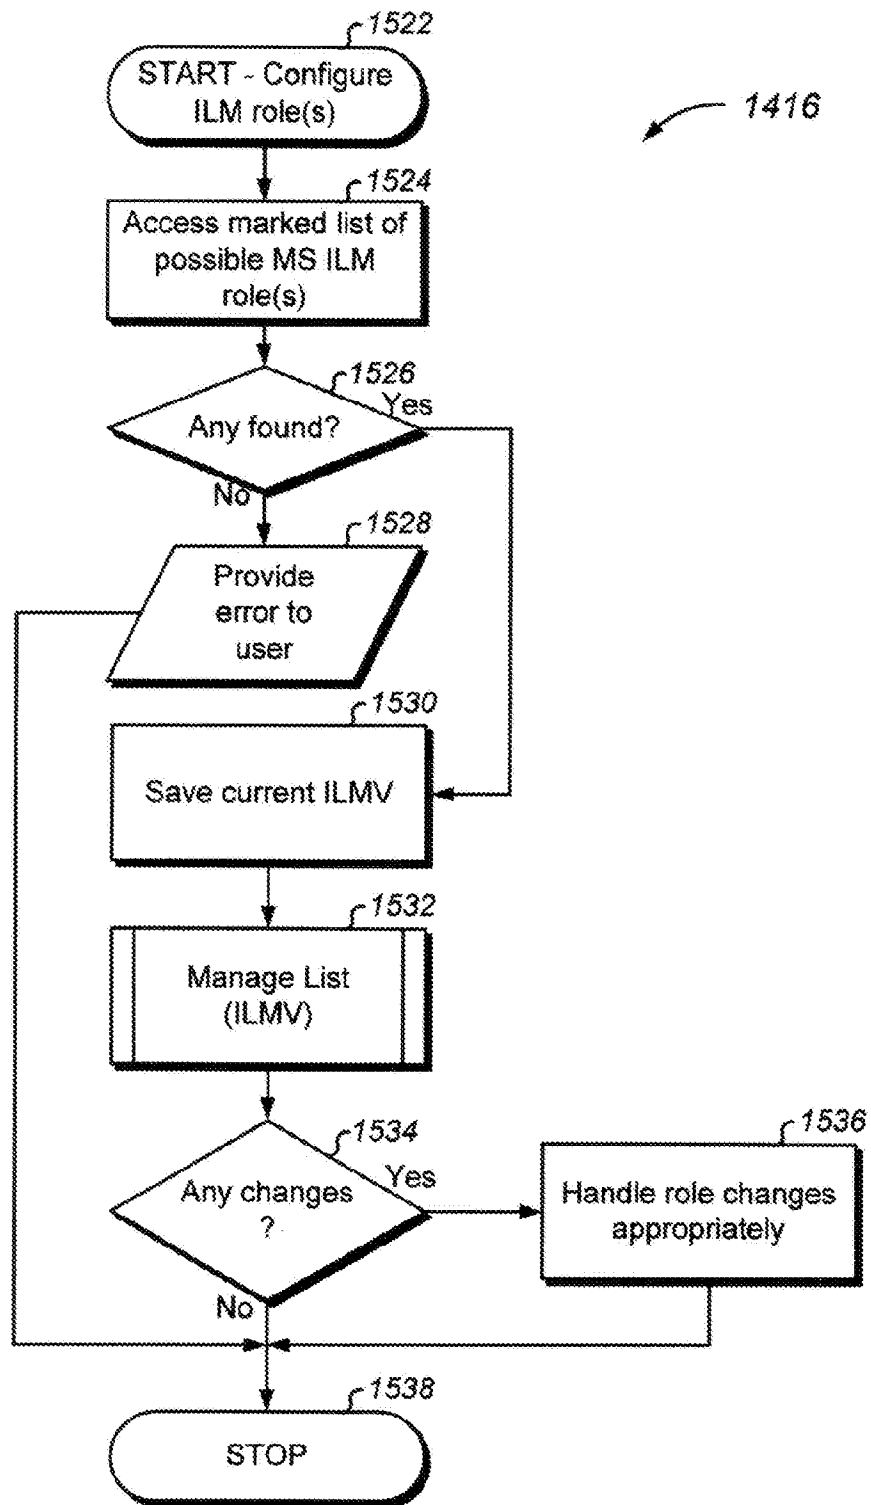 1522
START - Configure
ILM role(s)
1416
1524
Access marked list of
possible MS ILM
role(s)
1526
Yes
Any found?
No
1528
Provide
error to
user
1530
Save current ILMV
1532
Manage List
(ILMV)
1534
Yes
Any changes
?
No
1536
Handle role changes
appropriately
1538
STOP